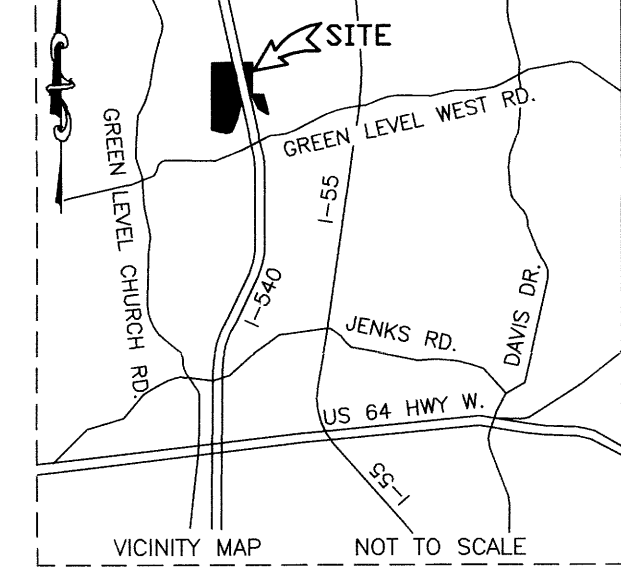 SITE
GREEN LEVEL WEST RD.
GREEN LEVEL CHURCH RD.
I-55
I-540
JENKS RD.
DAVIS DR.
US 64 HWY W.
I-55
VICINITY MAP
NOT TO SCALE